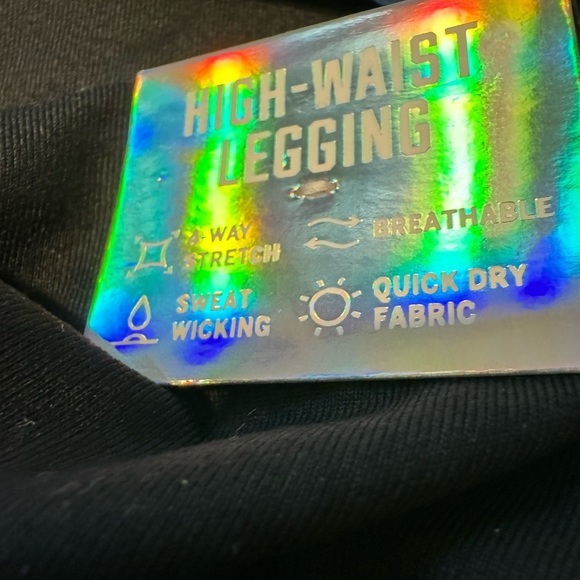 HIGH-WAIST
LEGGING
4-WAY
STRETCH
BREATHABLE
SWEAT
WICKING
QUICK DRY
FABRIC